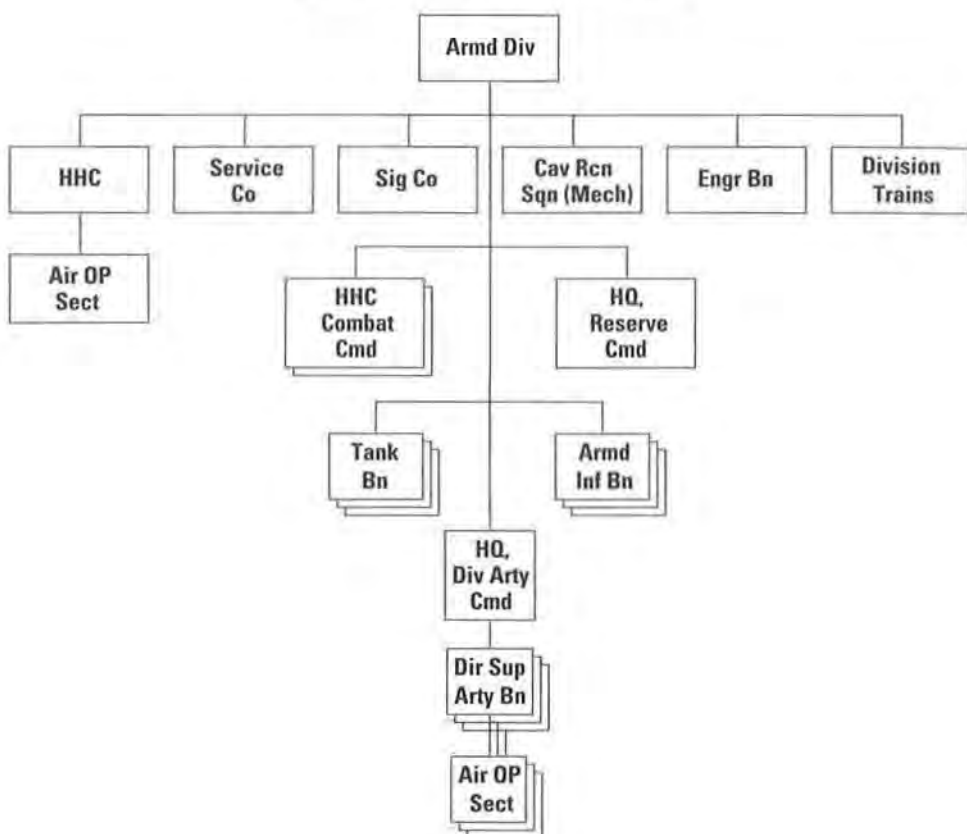 Armd Div
HHC
Service
Co
Sig Co
Cav Rcn
Sqn (Mech)
Engr Bn
Division
Trains
Air OP
Sect
HHC
Combat
Cmd
HQ,
Reserve
Cmd
Tank
Bn
Armd
Inf Bn
HQ,
Div Arty
Cmd
Dir Sup
Arty Bn
Air OP
Sect